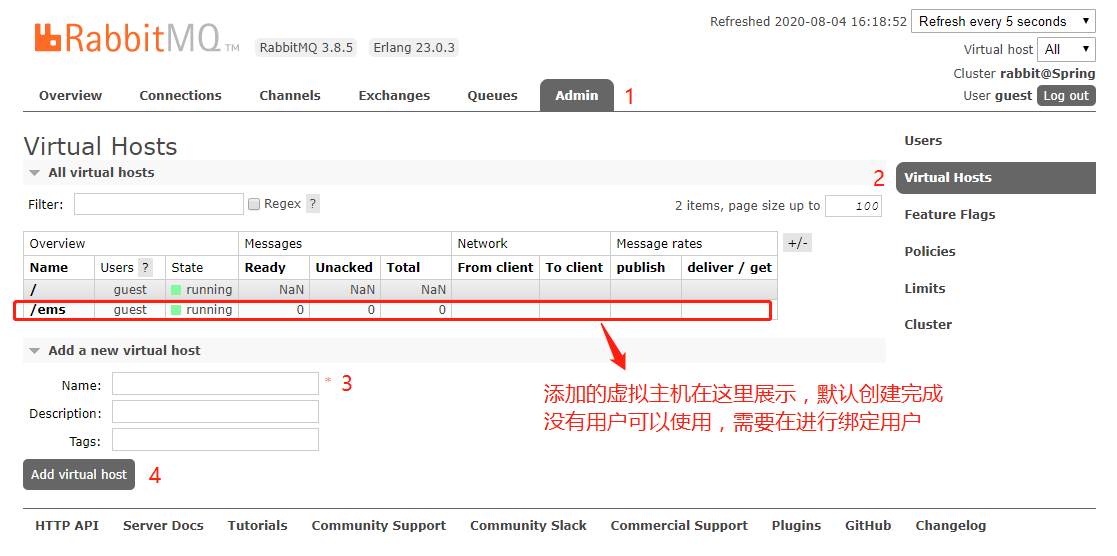 Refreshed 2020-08-04 16:18:52 Refresh every 5 seconds
RabbitMQ TM RabbitMQ 3.8.5 Erlang 23.0.3
Virtual host All
Cluster rabbit@Spring
User guest Log out
Overview Connections Channels Exchanges Queues Admin 1
Virtual Hosts
All virtual hosts
Filter: Regex ? 2 items, page size up to 100
Overview Messages Network Message rates +/-
Name Users ? State Ready Unacked Total From client To client publish deliver / get
/ guest running NaN NaN NaN
/ems guest running 0 0 0
添加的虚拟主机在这里展示，默认创建完成
没有用户可以使用，需要在进行绑定用户
Add a new virtual host
Name: * 3
Description:
Tags:
Add virtual host 4
Users
2 Virtual Hosts
Feature Flags
Policies
Limits
Cluster
HTTP API Server Docs Tutorials Community Support Community Slack Commercial Support Plugins GitHub Changelog